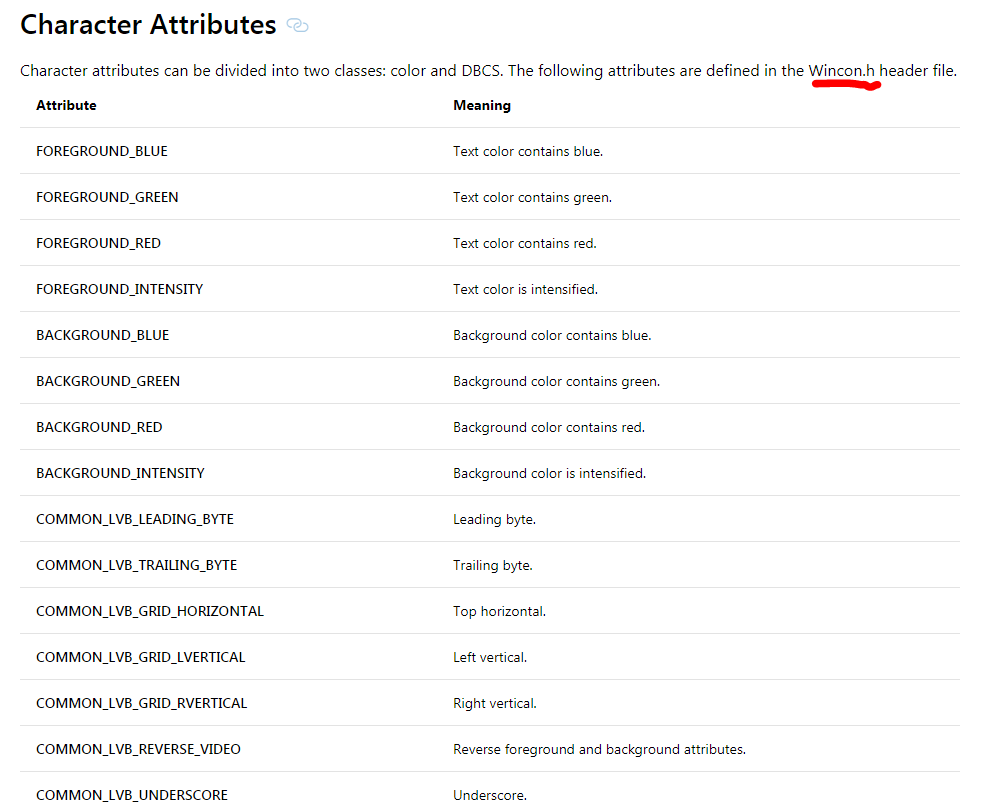 Character Attributes
Character attributes can be divided into two classes: color and DBCS. The following attributes are defined in the Wincon.h header file.
Attribute Meaning
FOREGROUND_BLUE Text color contains blue.
FOREGROUND_GREEN Text color contains green.
FOREGROUND_RED Text color contains red.
FOREGROUND_INTENSITY Text color is intensified.
BACKGROUND_BLUE Background color contains blue.
BACKGROUND_GREEN Background color contains green.
BACKGROUND_RED Background color contains red.
BACKGROUND_INTENSITY Background color is intensified.
COMMON_LVB_LEADING_BYTE Leading byte.
COMMON_LVB_TRAILING_BYTE Trailing byte.
COMMON_LVB_GRID_HORIZONTAL Top horizontal.
COMMON_LVB_GRID_LVERTICAL Left vertical.
COMMON_LVB_GRID_RVERTICAL Right vertical.
COMMON_LVB_REVERSE_VIDEO Reverse foreground and background attributes.
COMMON_LVB_UNDERSCORE Underscore.